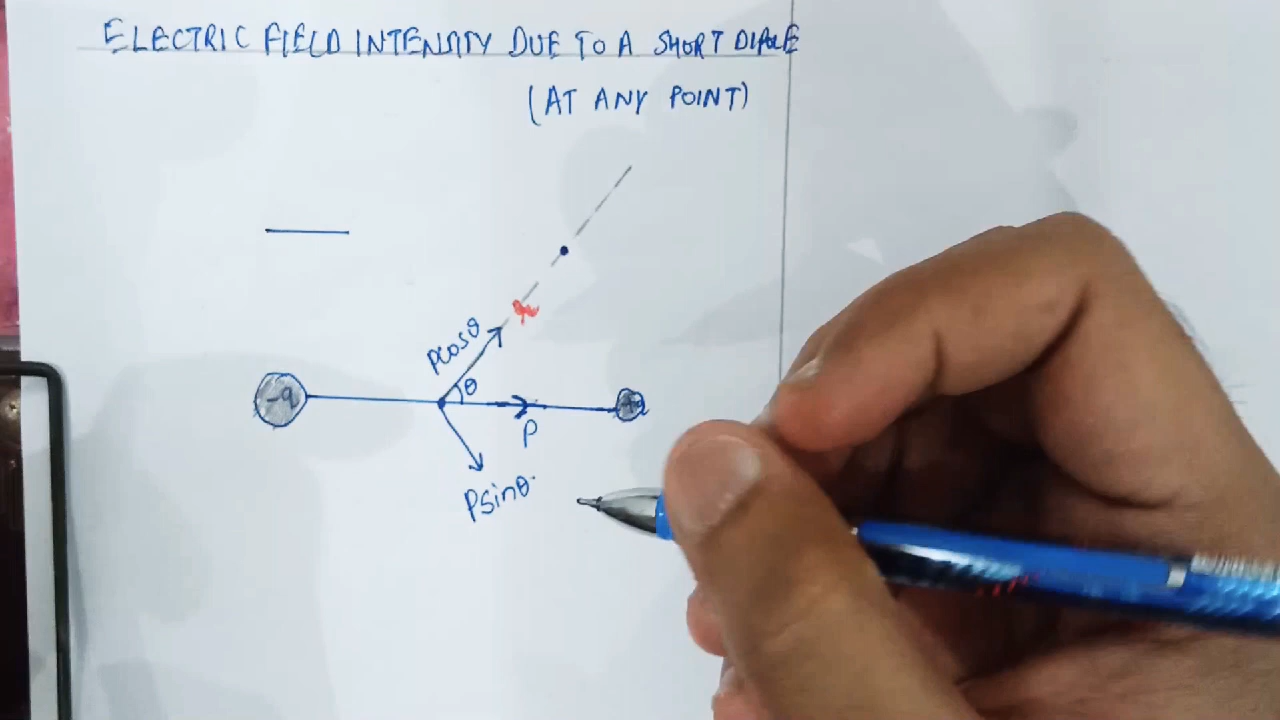 ELECTRIC FIELD INTENSITY DUE TO A SHORT DIPOLE
(AT ANY POINT)
Pcosθ
θ
-q
+q
P
Psinθ